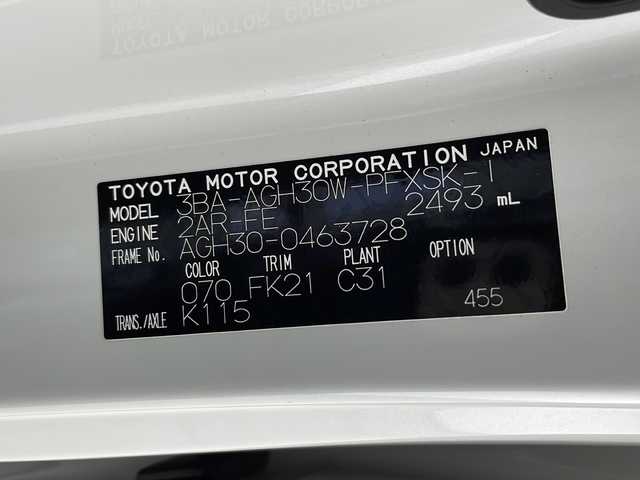 TOYOTA MOTOR CORPORATION JAPAN
MODEL 3BA-AGH30W-PFXSK-I
ENGINE 2AR-FE 2493 mL
FRAME No. AGH30-0463728
COLOR TRIM PLANT OPTION
070 FK21 C31
TRANS./AXLE K115 455